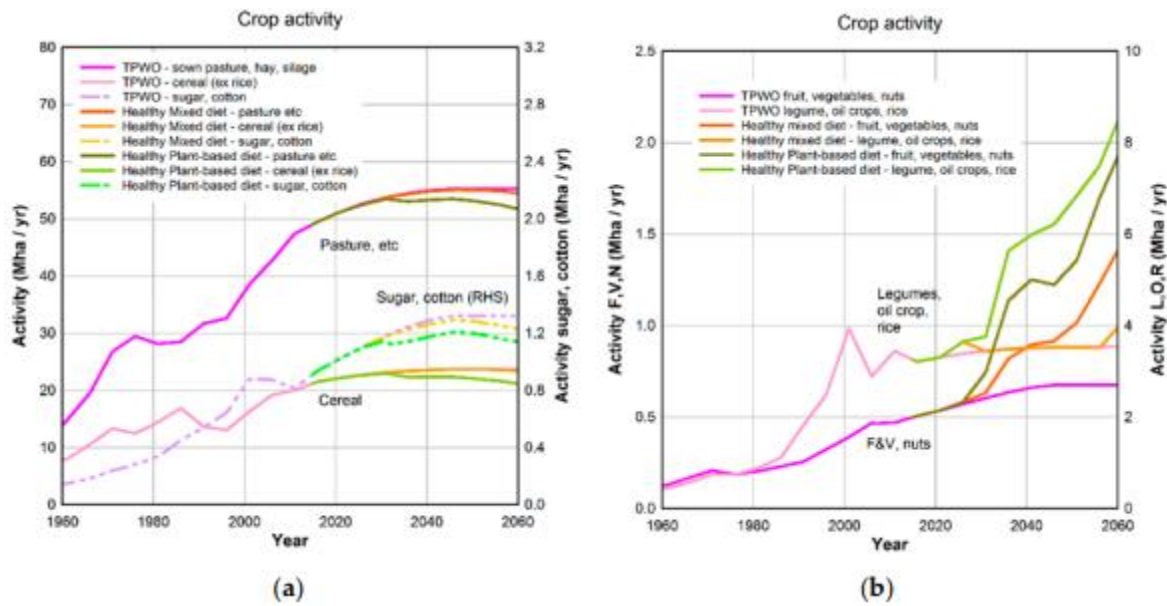 Crop activity
80
70
60
50
40
30
20
10
0
Activity (Mha / yr)
3.2
2.8
2.4
2.0
1.6
1.2
0.8
0.4
0.0
Activity sugar, cotton (Mha / yr)
TPWO - sown pasture, hay, silage
TPWO - cereal (ex rice)
TPWO - sugar, cotton
Healthy Mixed diet - pasture etc
Healthy Mixed diet - cereal (ex rice)
Healthy Mixed diet - sugar, cotton
Healthy Plant-based diet - pasture etc
Healthy Plant-based diet - cereal (ex rice)
Healthy Plant-based diet - sugar, cotton
Pasture, etc
Sugar, cotton (RHS)
Cereal
1960 1980 2000 2020 2040 2060
Year
(a)
Crop activity
2.5
2.0
1.5
1.0
0.5
0.0
Activity F,V,N (Mha / yr)
10
8
6
4
2
0
Activity L,O,R (Mha / yr)
TPWO fruit, vegetables, nuts
TPWO legume, oil crops, rice
Healthy mixed diet - fruit, vegetables, nuts
Healthy mixed diet - legume, oil crops, rice
Healthy Plant-based diet - fruit, vegetables, nuts
Healthy Plant-based diet - legume, oil crops, rice
Legumes,
oil crop,
rice
F&V, nuts
1960 1980 2000 2020 2040 2060
Year
(b)